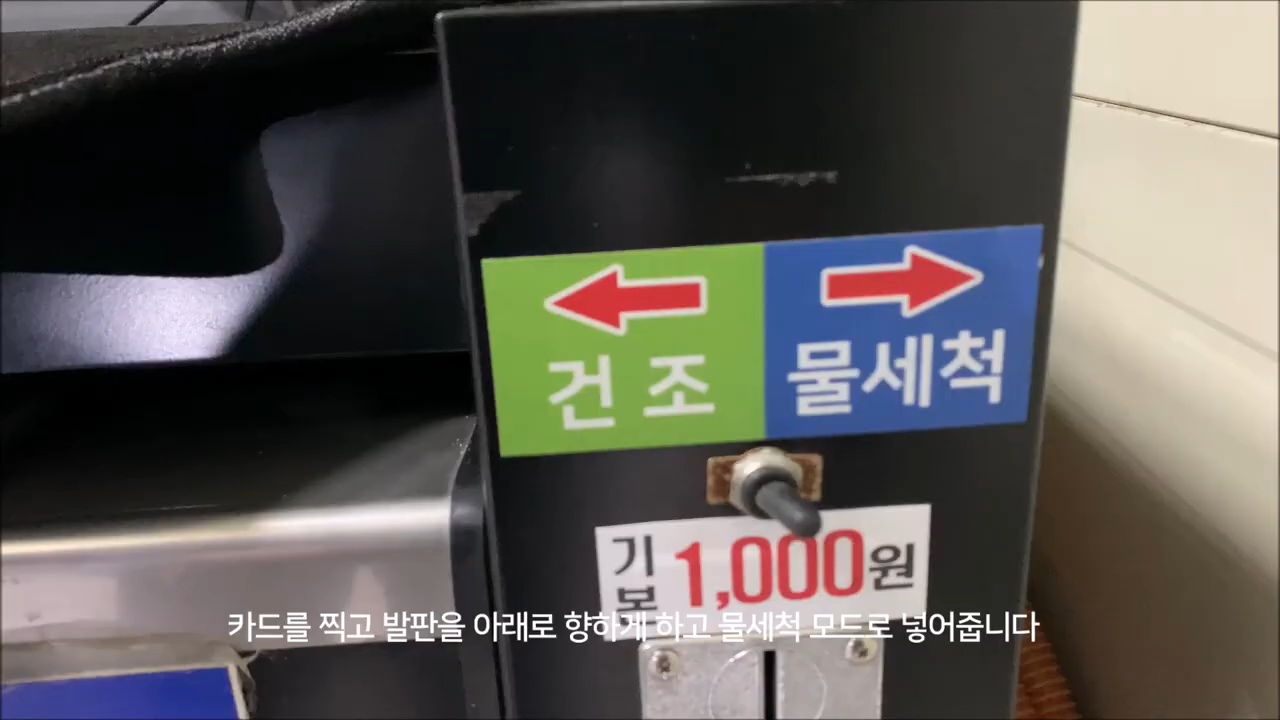 건 조
물세척
기본
1,000원
카드를 찍고 발판을 아래로 향하게 하고 물세척 모드로 넣어줍니다